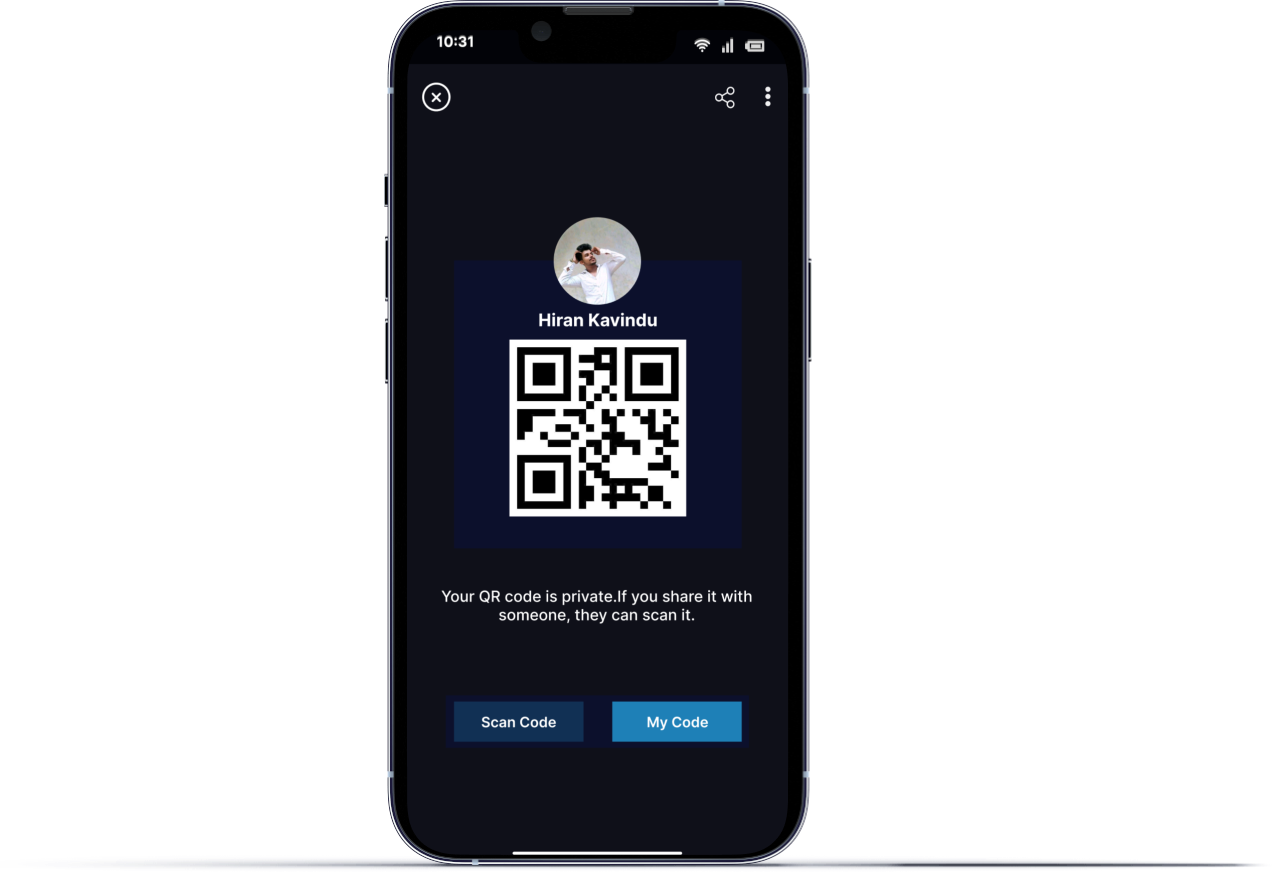 10:31
Hiran Kavindu
Your QR code is private.If you share it with
someone, they can scan it.
Scan Code
My Code